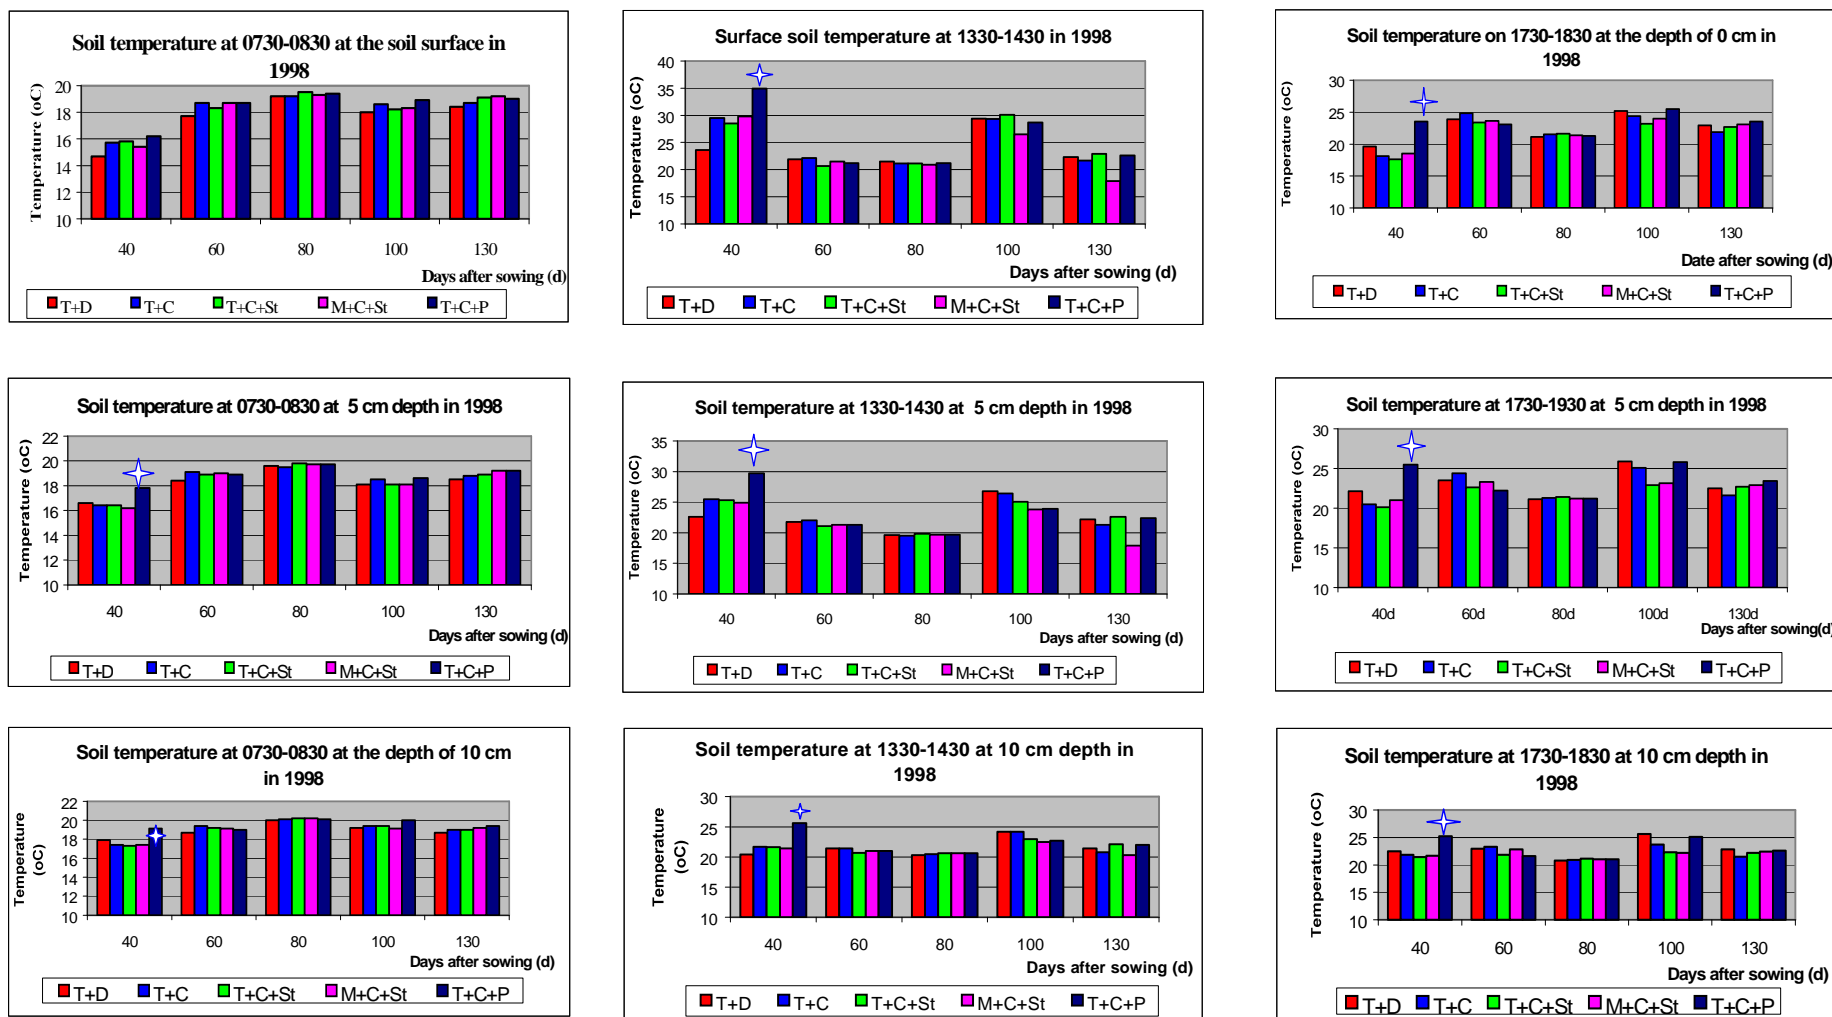 Soil temperature at 0730-0830 at the soil surface in
1998
Temperature (oC)
20
18
16
14
12
10
40 60 80 100 130
Days after sowing (d)
T+D T+C T+C+St M+C+St T+C+P
Surface soil temperature at 1330-1430 in 1998
Temperature (oC)
40
35
30
25
20
15
10
40 60 80 100 130
Days after sowing (d)
T+D T+C T+C+St M+C+St T+C+P
Soil temperature on 1730-1830 at the depth of 0 cm in
1998
Temperature (oC)
30
25
20
15
10
40 60 80 100 130
Date after sowing (d)
T+D T+C T+C+St M+C+St T+C+P
Soil temperature at 0730-0830 at 5 cm depth in 1998
Temperature (oC)
22
20
18
16
14
12
10
40 60 80 100 130
Days after sowing (d)
T+D T+C T+C+St M+C+St T+C+P
Soil temperature at 1330-1430 at 5 cm depth in 1998
Temperature (oC)
35
30
25
20
15
10
40 60 80 100 130
Days after sowing (d)
T+D T+C T+C+St M+C+St T+C+P
Soil temperature at 1730-1930 at 5 cm depth in 1998
Temperature (oC)
30
25
20
15
10
40d 60d 80d 100d 130d
Days after sowing(d)
T+D T+C T+C+St M+C+St T+C+P
Soil temperature at 0730-0830 at the depth of 10 cm
in 1998
Temperature
(oC)
22
20
18
16
14
12
10
40 60 80 100 130
Days after sowing (d)
T+D T+C T+C+St M+C+St T+C+P
Soil temperature at 1330-1430 at 10 cm depth in
1998
Temperature
(oC)
30
25
20
15
10
40 60 80 100 130
Days after sowing (d)
T+D T+C T+C+St M+C+St T+C+P
Soil temperature at 1730-1830 at 10 cm depth in
1998
Temperature (oC)
30
25
20
15
10
40 60 80 100 130
Days after sowing (d)
T+D T+C T+C+St M+C+St T+C+P